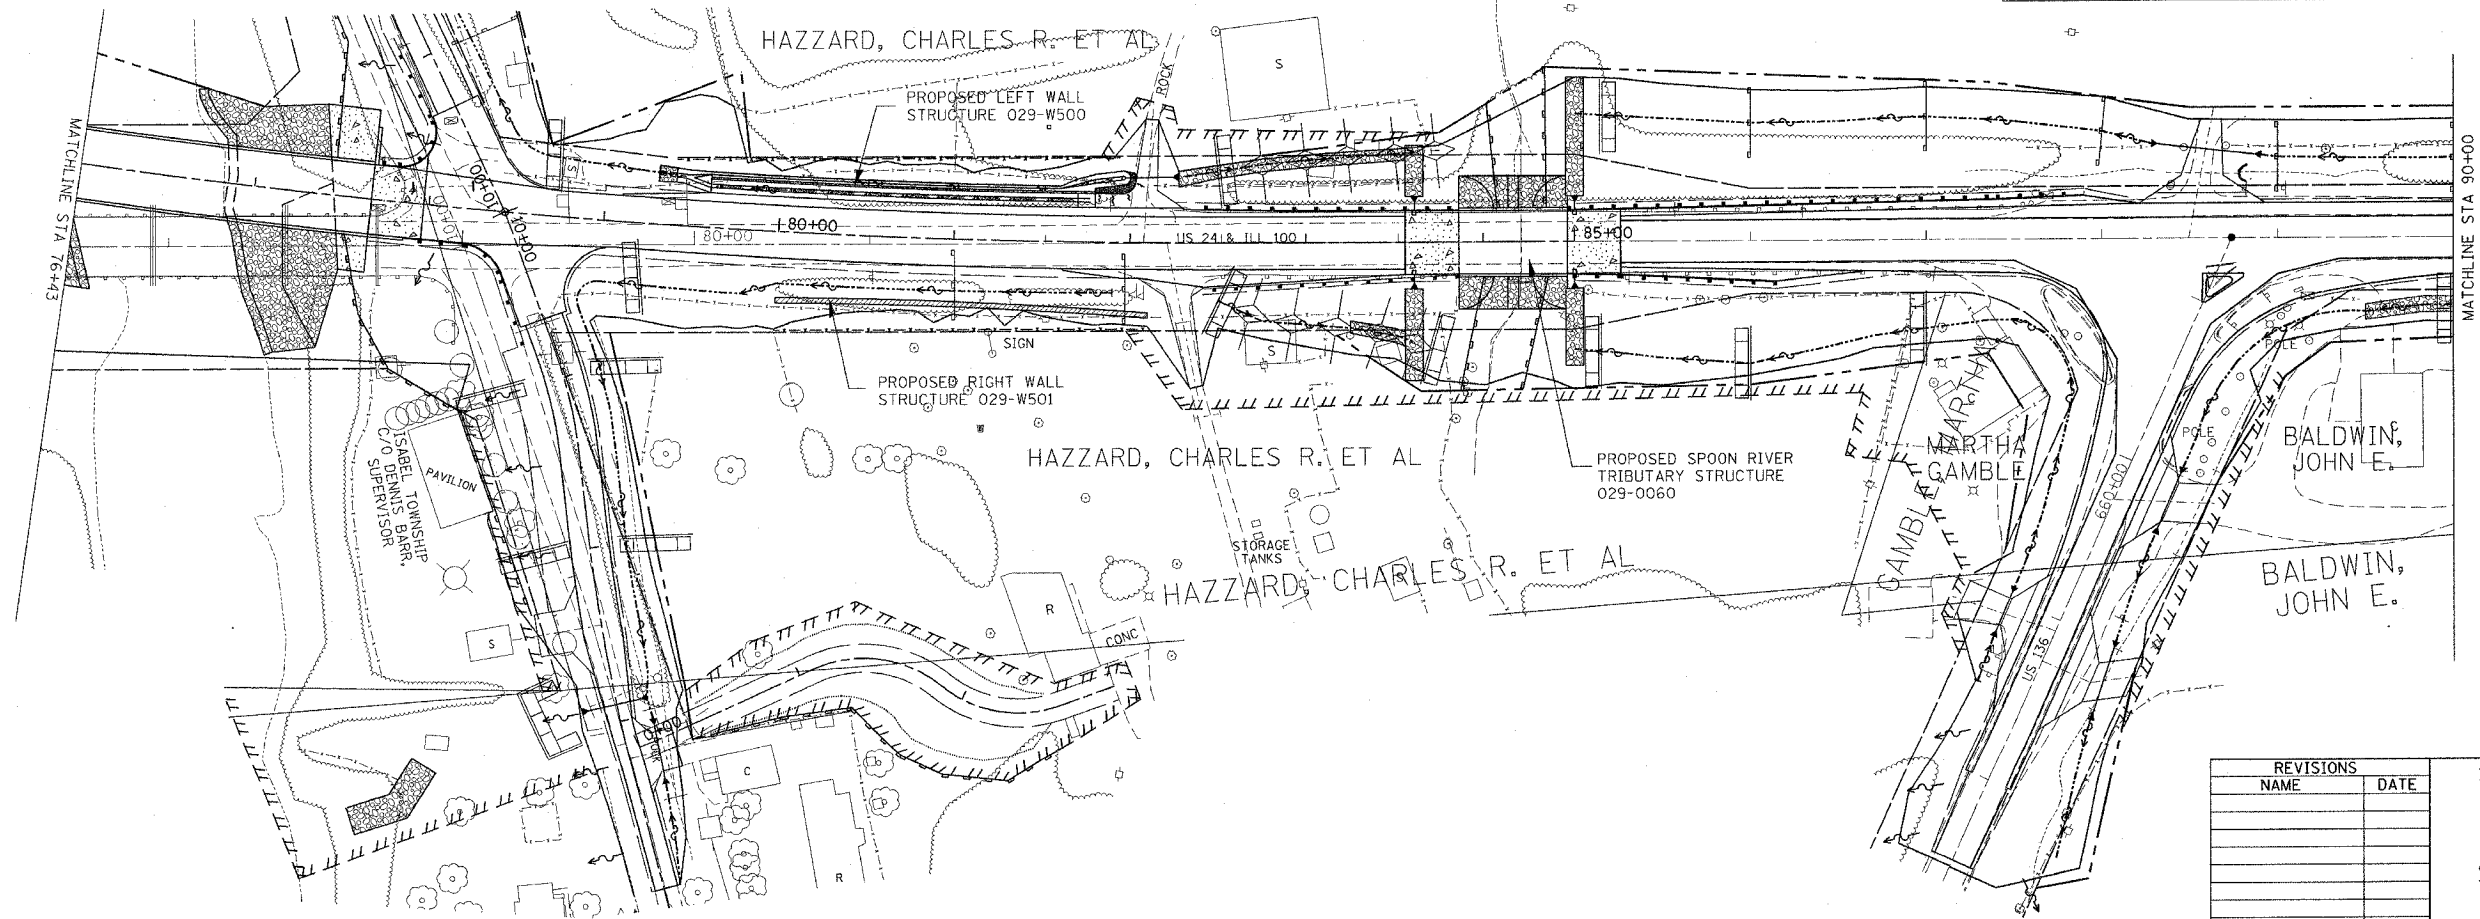 HAZZARD, CHARLES R. ET AL
ROCK
S
PROPOSED LEFT WALL
STRUCTURE 029-W500
MATCHLINE STA 76+43
MATCHLINE STA 90+00
S
10+00
80+00
80+00
US 24 & ILL 100
85+00
SIGN
S
PROPOSED RIGHT WALL
STRUCTURE 029-W501
POLE
POLE
PAVILION
ISABEL TOWNSHIP
C/O DENNIS BARR,
SUPERVISOR
HAZZARD, CHARLES R. ET AL
PROPOSED SPOON RIVER
TRIBUTARY STRUCTURE
029-0060
MARTHA
GAMBLE
GAMBLE, MARTHA
BALDWIN,
JOHN E.
660+00
STORAGE
TANKS
HAZZARD, CHARLES R. ET AL
BALDWIN,
JOHN E.
R
CONC
S
US 136
C
R
REVISIONS
NAME DATE